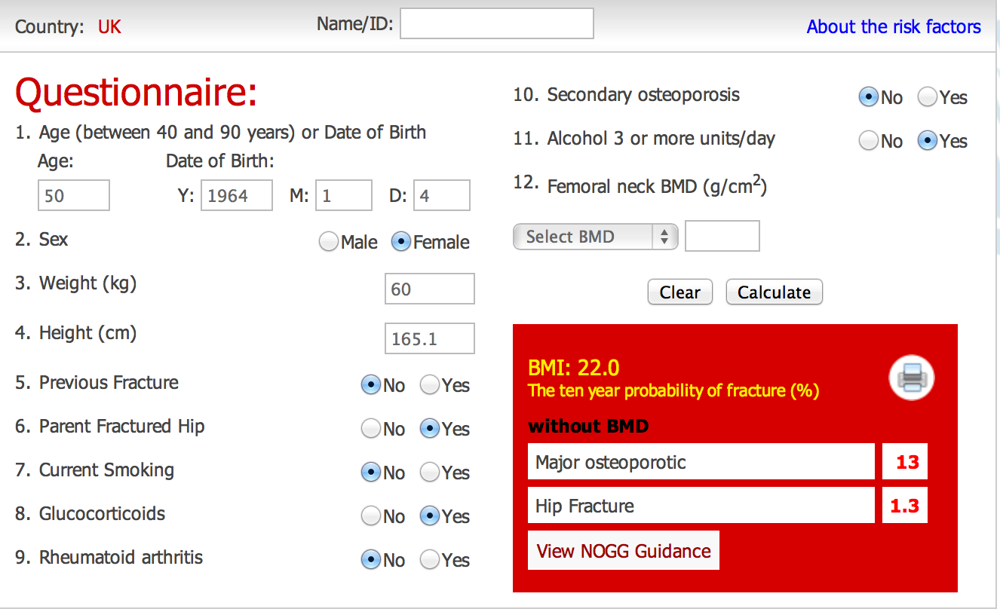 Country: UK
Name/ID:
About the risk factors
Questionnaire:
1. Age (between 40 and 90 years) or Date of Birth
Age: Date of Birth:
50 Y: 1964 M: 1 D: 4
2. Sex Male Female
3. Weight (kg) 60
4. Height (cm) 165.1
5. Previous Fracture No Yes
6. Parent Fractured Hip No Yes
7. Current Smoking No Yes
8. Glucocorticoids No Yes
9. Rheumatoid arthritis No Yes
10. Secondary osteoporosis No Yes
11. Alcohol 3 or more units/day No Yes
12. Femoral neck BMD (g/cm²)
Select BMD
Clear Calculate
BMI: 22.0
The ten year probability of fracture (%)
without BMD
Major osteoporotic 13
Hip Fracture 1.3
View NOGG Guidance